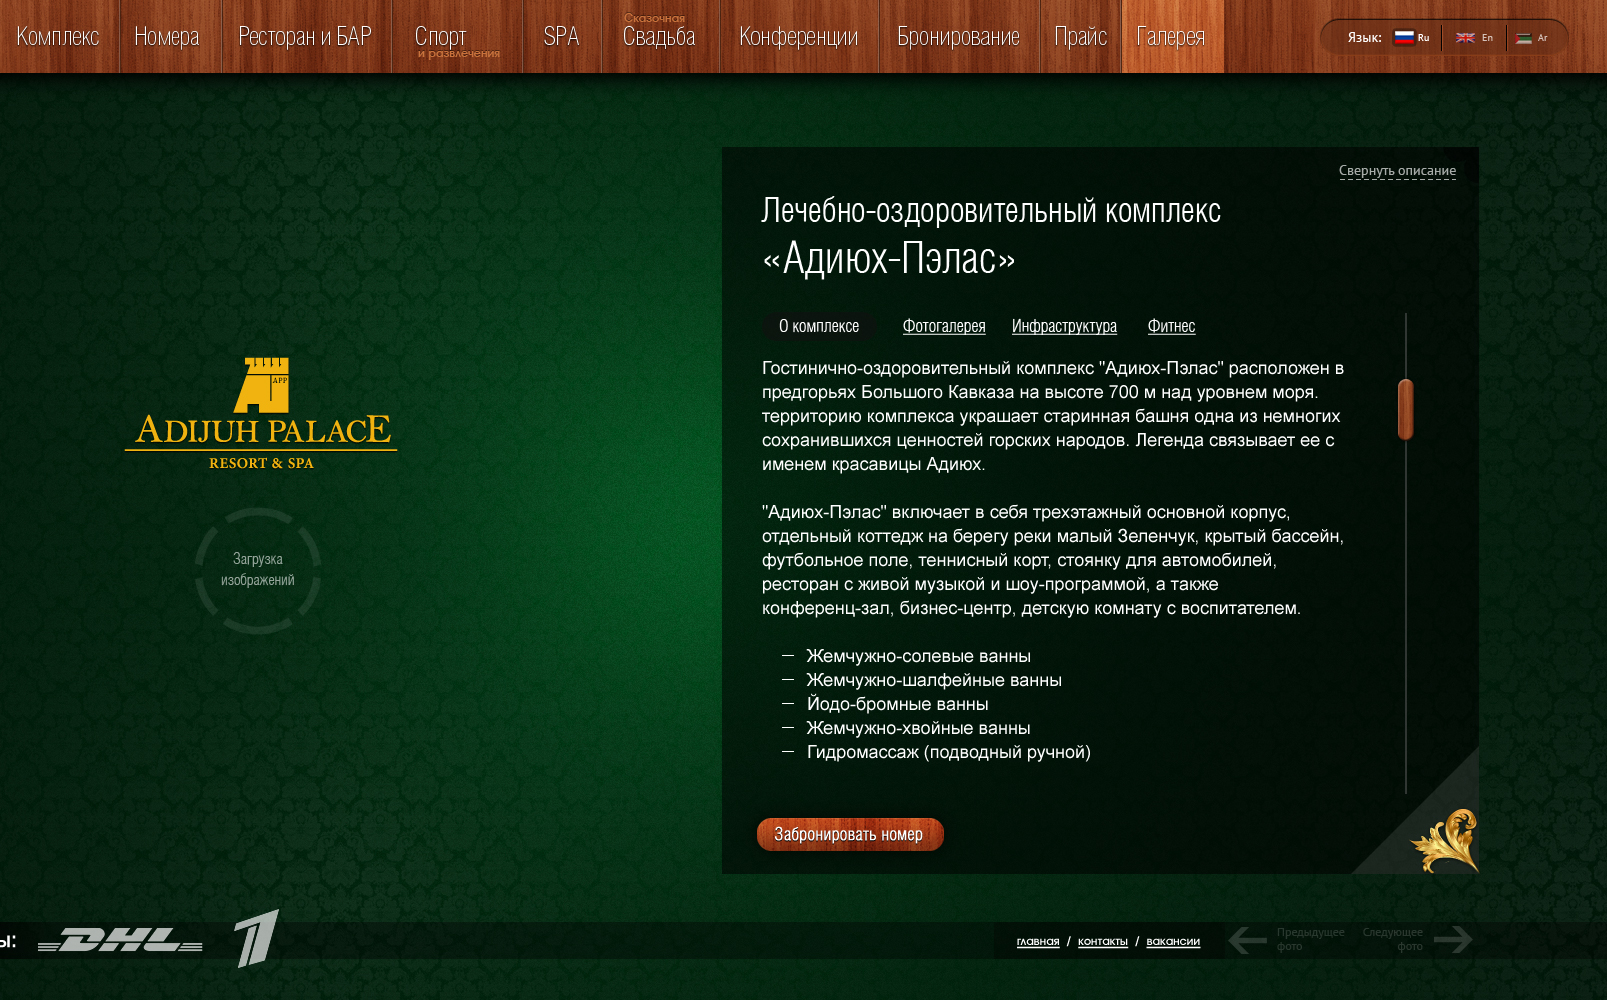 Комплекс
Номера
Ресторан и БАР
Спорт
и развлечения
SPA
Сказочная
Свадьба
Конференции
Бронирование
Прайс
Галерея
Язык: Ru En Ar
Свернуть описание
Лечебно-оздоровительный комплекс
«Адиюх-Пэлас»
О комплексе Фотогалерея Инфраструктура Фитнес
Гостинично-оздоровительный комплекс "Адиюх-Пэлас" расположен в
предгорьях Большого Кавказа на высоте 700 м над уровнем моря.
территорию комплекса украшает старинная башня одна из немногих
сохранившихся ценностей горских народов. Легенда связывает ее с
именем красавицы Адиюх.
"Адиюх-Пэлас" включает в себя трехэтажный основной корпус,
отдельный коттедж на берегу реки малый Зеленчук, крытый бассейн,
футбольное поле, теннисный корт, стоянку для автомобилей,
ресторан с живой музыкой и шоу-программой, а также
конференц-зал, бизнес-центр, детскую комнату с воспитателем.
— Жемчужно-солевые ванны
— Жемчужно-шалфейные ванны
— Йодо-бромные ванны
— Жемчужно-хвойные ванны
— Гидромассаж (подводный ручной)
Забронировать номер
APP
ADIJUH PALACE
RESORT & SPA
Загрузка
изображений
ы:
DHL
1
главная / контакты / вакансии
Предыдущее
фото
Следующее
фото